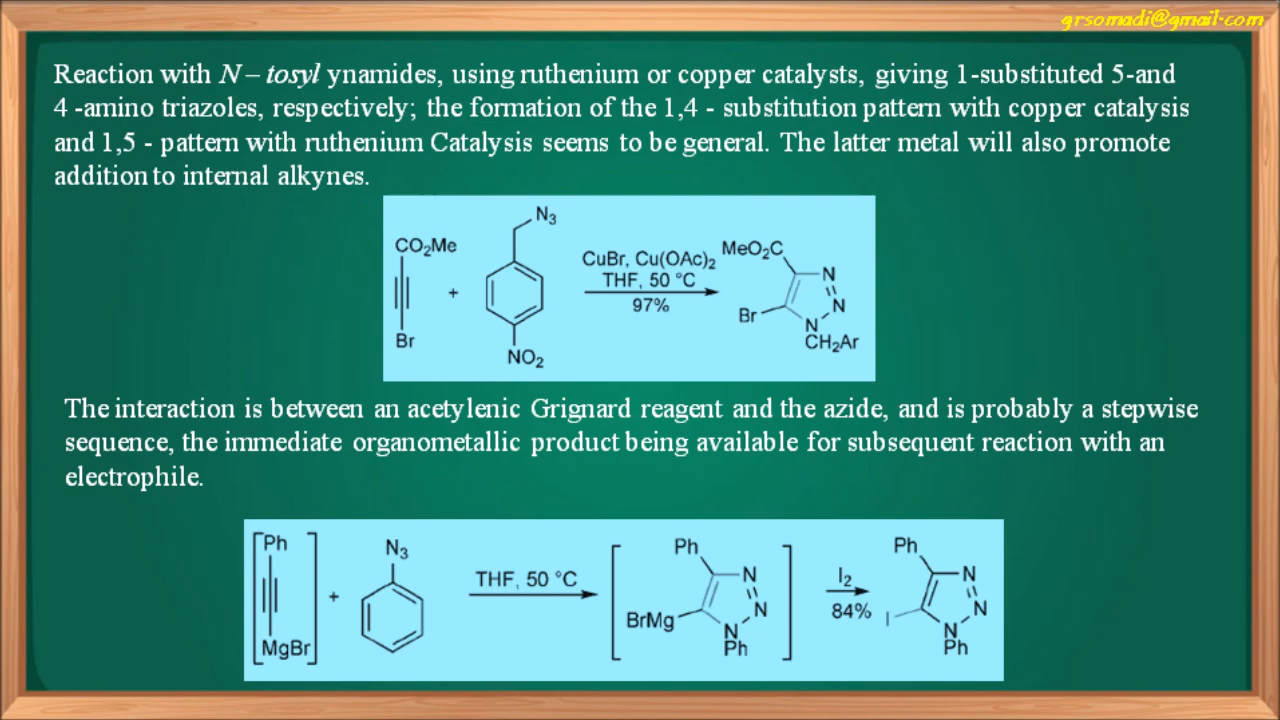 grsomadi@gmail.com
Reaction with N – tosyl ynamides, using ruthenium or copper catalysts, giving 1-substituted 5-and
4 -amino triazoles, respectively; the formation of the 1,4 - substitution pattern with copper catalysis
and 1,5 - pattern with ruthenium Catalysis seems to be general. The latter metal will also promote
addition to internal alkynes.
CO₂Me
Br
+
N₃
NO₂
CuBr, Cu(OAc)₂
THF, 50 °C
97%
MeO₂C
N
N
Br
N
CH₂Ar
The interaction is between an acetylenic Grignard reagent and the azide, and is probably a stepwise
sequence, the immediate organometallic product being available for subsequent reaction with an
electrophile.
Ph
MgBr
+
N₃
THF, 50 °C
Ph
N
N
BrMg
N
Ph
I₂
84%
Ph
N
N
I
N
Ph